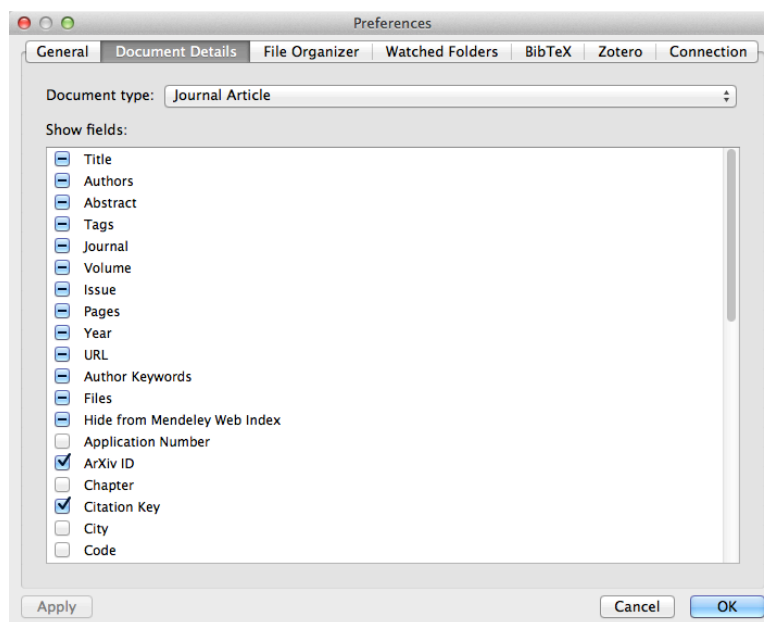 Preferences
General Document Details File Organizer Watched Folders BibTeX Zotero Connection
Document type: Journal Article
Show fields:
Title
Authors
Abstract
Tags
Journal
Volume
Issue
Pages
Year
URL
Author Keywords
Files
Hide from Mendeley Web Index
Application Number
ArXiv ID
Chapter
Citation Key
City
Code
Apply Cancel OK